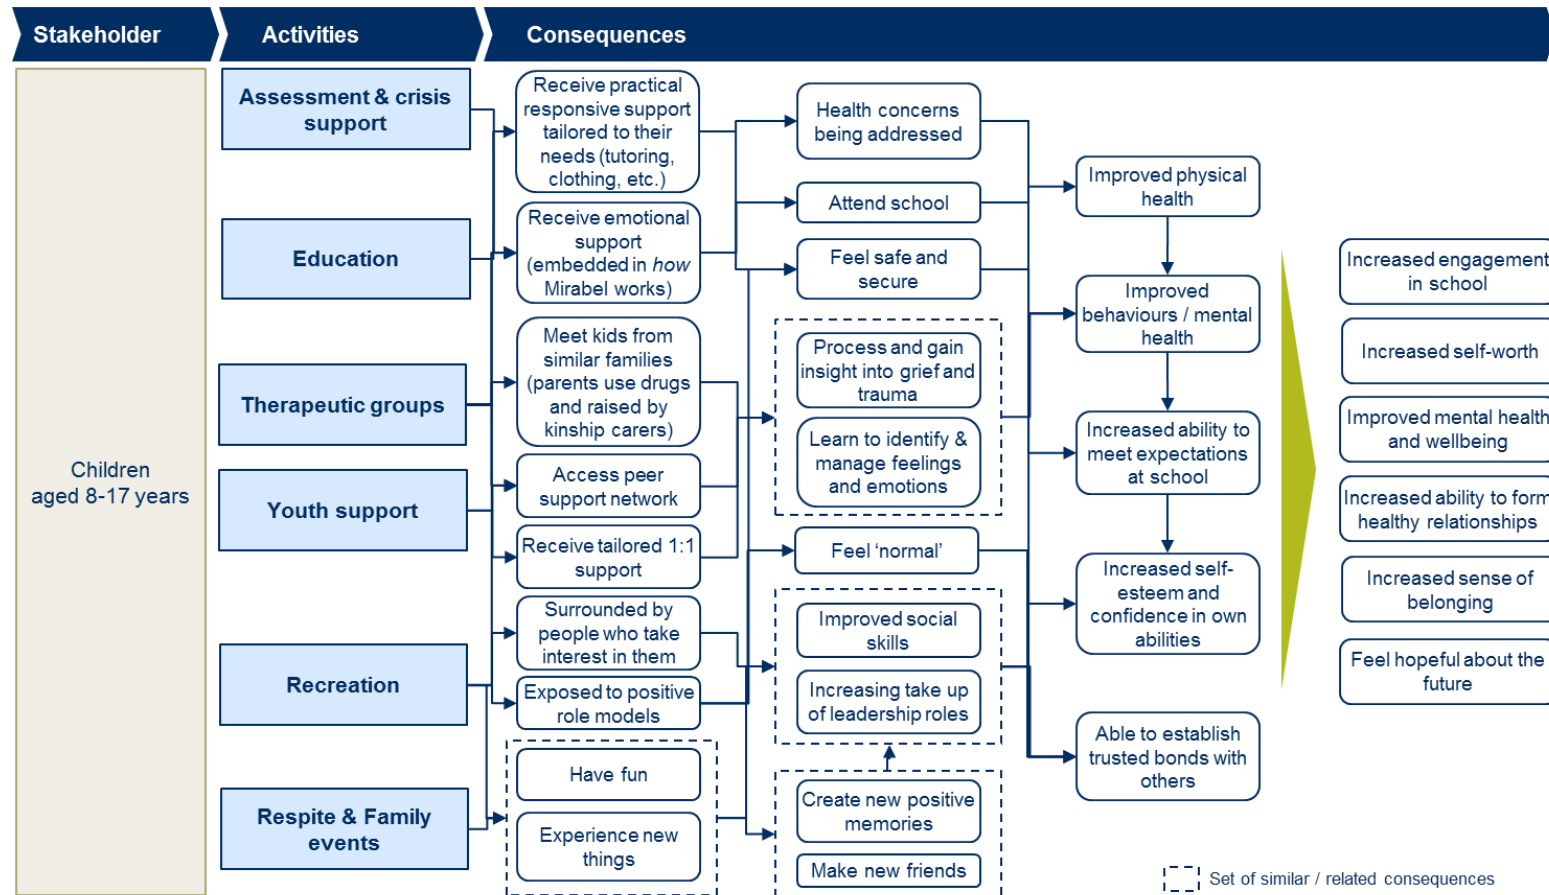 Stakeholder
Activities
Consequences
Children
aged 8-17 years
Assessment & crisis
support
Education
Therapeutic groups
Youth support
Recreation
Respite & Family
events
Receive practical
responsive support
tailored to their
needs (tutoring,
clothing, etc.)
Receive emotional
support
(embedded in how
Mirabel works)
Meet kids from
similar families
(parents use drugs
and raised by
kinship carers)
Access peer
support network
Receive tailored 1:1
support
Surrounded by
people who take
interest in them
Exposed to positive
role models
Have fun
Experience new
things
Health concerns
being addressed
Attend school
Feel safe and
secure
Process and gain
insight into grief and
trauma
Learn to identify &
manage feelings
and emotions
Feel ‘normal’
Improved social
skills
Increasing take up
of leadership roles
Create new positive
memories
Make new friends
Improved physical
health
Improved
behaviours / mental
health
Increased ability to
meet expectations
at school
Increased self-
esteem and
confidence in own
abilities
Able to establish
trusted bonds with
others
Increased engagement
in school
Increased self-worth
Improved mental health
and wellbeing
Increased ability to form
healthy relationships
Increased sense of
belonging
Feel hopeful about the
future
Set of similar / related consequences